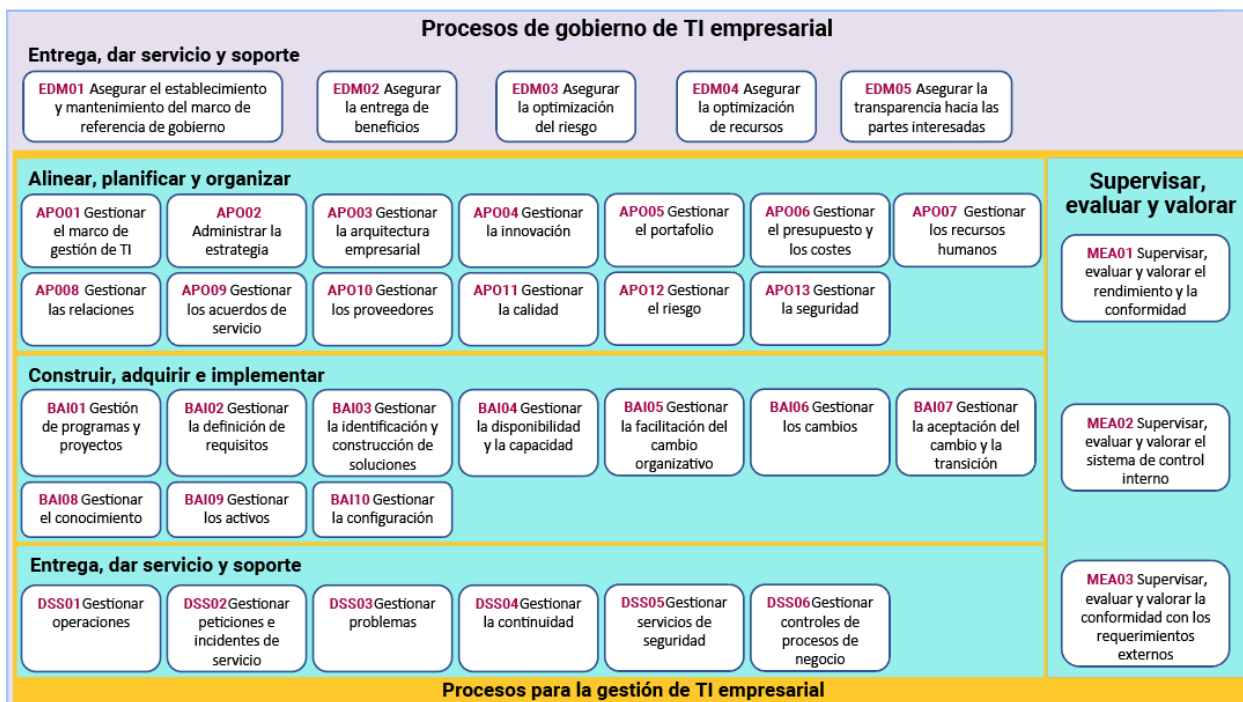 Procesos de gobierno de TI empresarial
Entrega, dar servicio y soporte
EDM01 Asegurar el establecimiento
y mantenimiento del marco de
referencia de gobierno
EDM02 Asegurar
la entrega de
beneficios
EDM03 Asegurar
la optimización
del riesgo
EDM04 Asegurar
la optimización
de recursos
EDM05 Asegurar la
transparencia hacia las
partes interesadas
Alinear, planificar y organizar
APO01 Gestionar
el marco de
gestión de TI
APO02
Administrar la
estrategia
APO03 Gestionar
la arquitectura
empresarial
APO04 Gestionar
la innovación
APO05 Gestionar
el portafolio
APO06 Gestionar
el presupuesto y
los costes
APO07 Gestionar
los recursos
humanos
APO08 Gestionar
las relaciones
APO09 Gestionar
los acuerdos de
servicio
APO10 Gestionar
los proveedores
APO11 Gestionar
la calidad
APO12 Gestionar
el riesgo
APO13 Gestionar
la seguridad
Construir, adquirir e implementar
BAI01 Gestión
de programas y
proyectos
BAI02 Gestionar
la definición de
requisitos
BAI03 Gestionar
la identificación y
construcción de
soluciones
BAI04 Gestionar
la disponibilidad
y la capacidad
BAI05 Gestionar
la facilitación del
cambio
organizativo
BAI06 Gestionar
los cambios
BAI07 Gestionar
la aceptación del
cambio y la
transición
BAI08 Gestionar
el conocimiento
BAI09 Gestionar
los activos
BAI10 Gestionar
la configuración
Entrega, dar servicio y soporte
DSS01Gestionar
operaciones
DSS02Gestionar
peticiones e
incidentes de
servicio
DSS03Gestionar
problemas
DSS04Gestionar
la continuidad
DSS05Gestionar
servicios de
seguridad
DSS06Gestionar
controles de
procesos de
negocio
Supervisar,
evaluar y valorar
MEA01 Supervisar,
evaluar y valorar el
rendimiento y la
conformidad
MEA02 Supervisar,
evaluar y valorar el
sistema de control
interno
MEA03 Supervisar,
evaluar y valorar la
conformidad con los
requerimientos
externos
Procesos para la gestión de TI empresarial